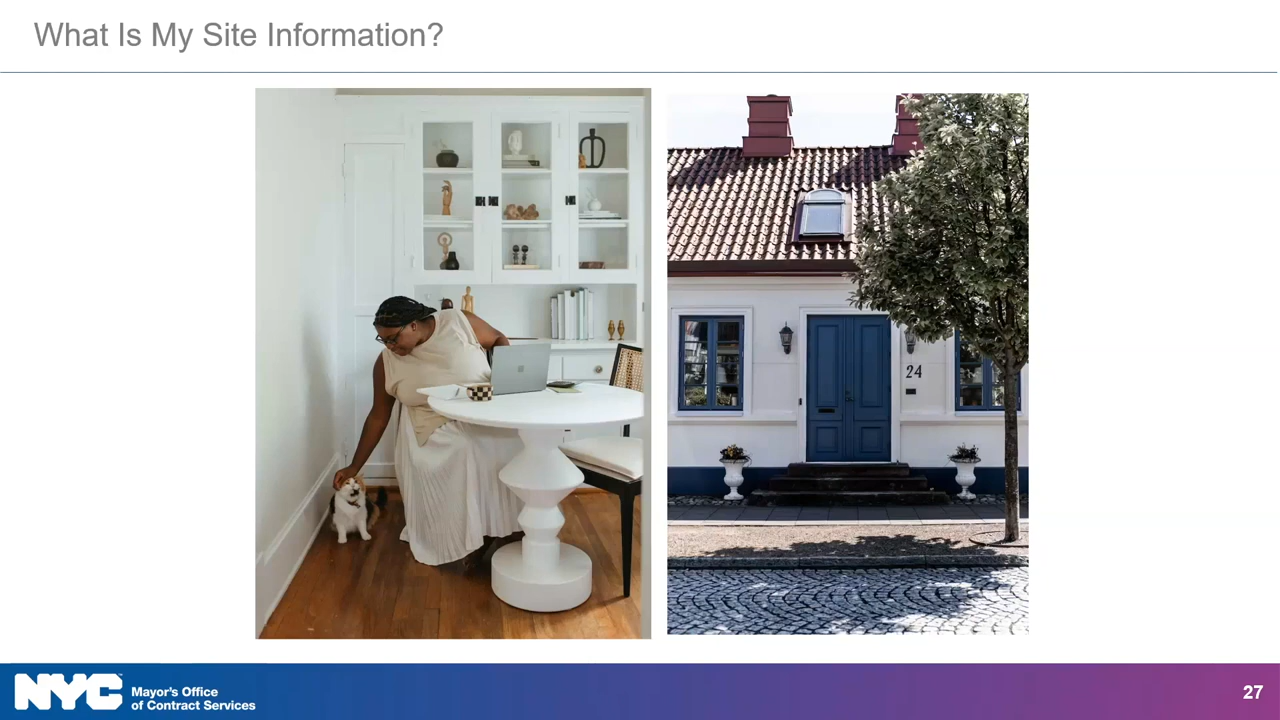 What Is My Site Information?
24
NYC
Mayor's Office
of Contract Services
27